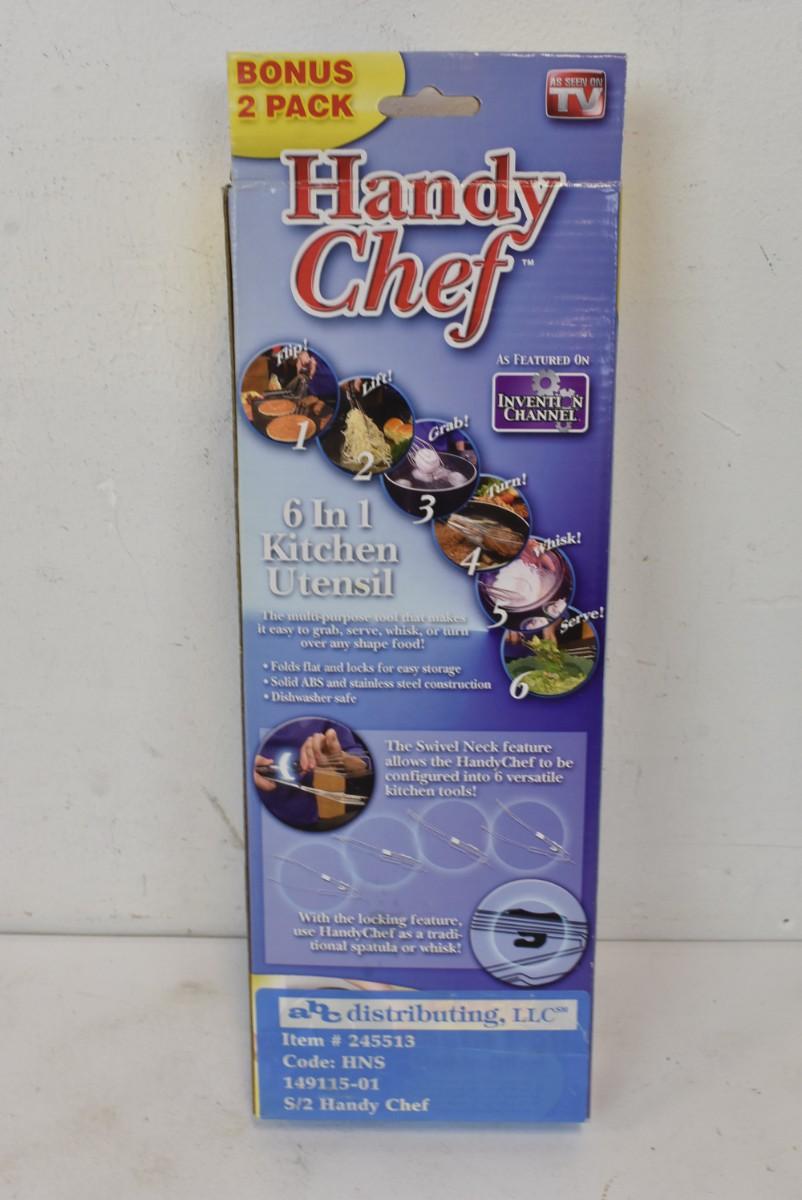 BONUS
2 PACK
AS SEEN ON
TV
Handy
Chef™
AS FEATURED ON
INVENTION
CHANNEL
Flip!
1
Lift!
2
Grab!
3
Turn!
4
Whisk!
5
Serve!
6
6 In 1
Kitchen
Utensil
The multi-purpose tool that makes
it easy to grab, serve, whisk, or turn
over any shape food!
• Folds flat and locks for easy storage
• Solid ABS and stainless steel construction
• Dishwasher safe
The Swivel Neck feature
allows the HandyChef to be
configured into 6 versatile
kitchen tools!
With the locking feature,
use HandyChef as a tradi-
tional spatula or whisk!
abc distributing, LLC℠
Item # 245513
Code: HNS
149115-01
S/2 Handy Chef